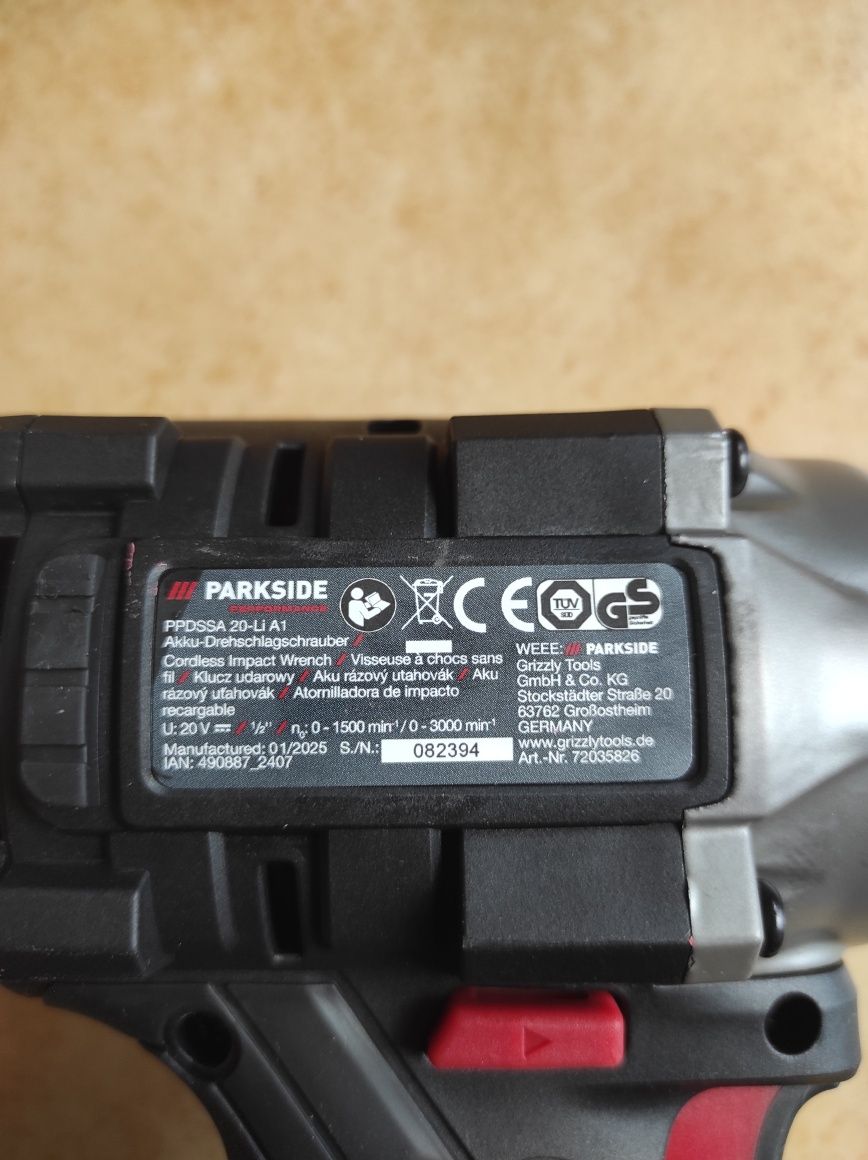 PARKSIDE
PERFORMANCE
PPDSSA 20-Li A1
Akku-Drehschlagschrauber /
Cordless Impact Wrench / Visseuse à chocs sans
fil / Klucz udarowy / Aku rázový utahovák / Aku
rázový uťahovák / Atornilladora de impacto
recargable
U: 20 V / 1/2" / n0: 0 - 1500 min-1/ 0 - 3000 min-1
Manufactured: 01/2025 S./N.: 082394
IAN: 490887_2407
CE
TÜV
SÜD
GS
geprüfte
Sicherheit
WEEE: PARKSIDE
Grizzly Tools
GmbH & Co. KG
Stockstädter Straße 20
63762 Großostheim
GERMANY
www.grizzlytools.de
Art.-Nr. 72035826